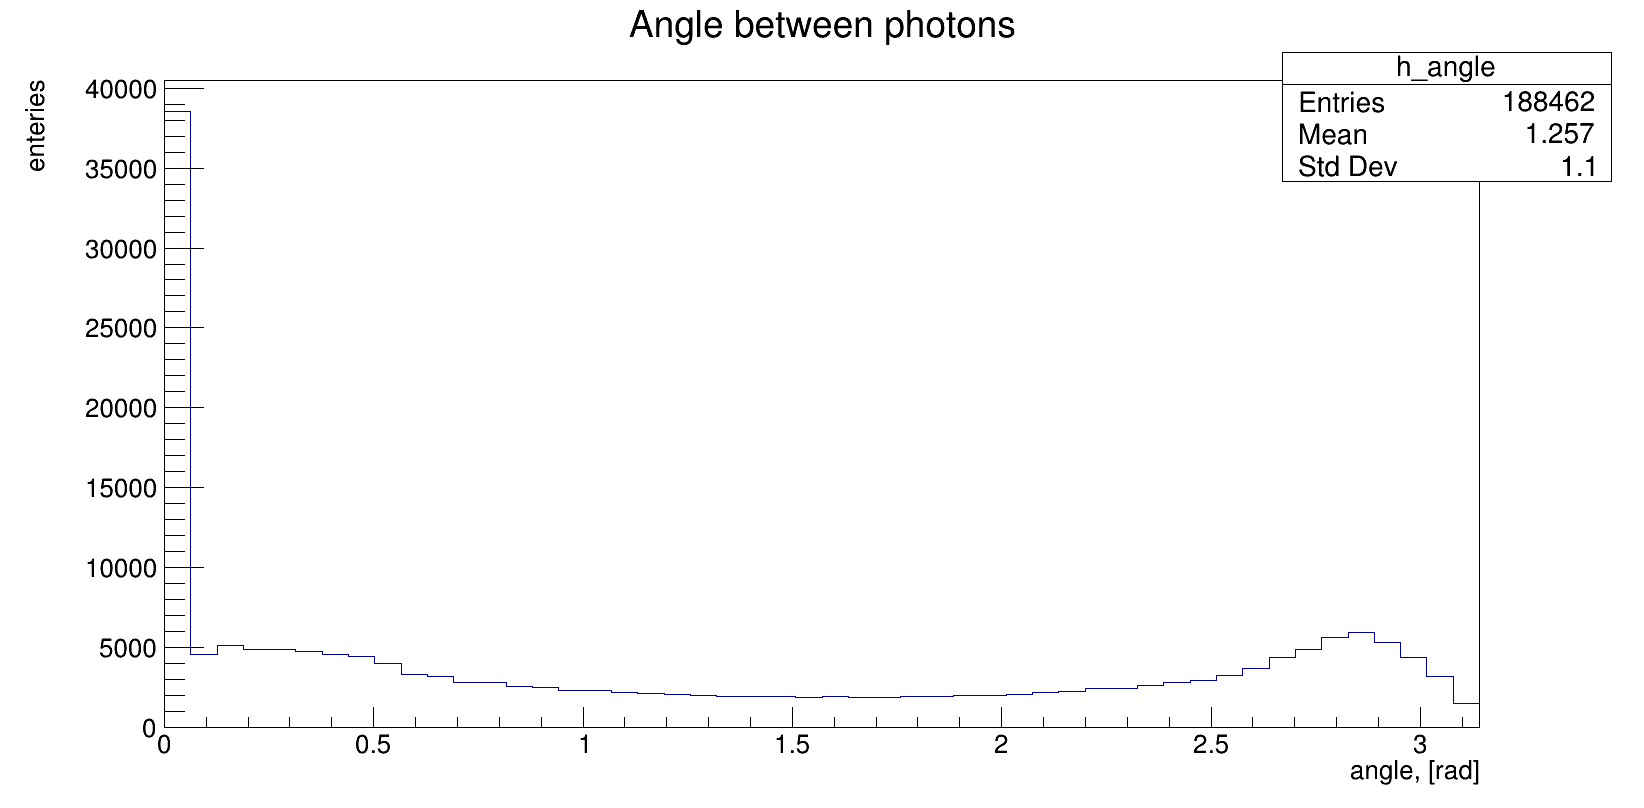 Angle between photons
h_angle
Entries 188462
Mean 1.257
Std Dev 1.1
enteries
40000
35000
30000
25000
20000
15000
10000
5000
0
0 0.5 1 1.5 2 2.5 3
angle, [rad]